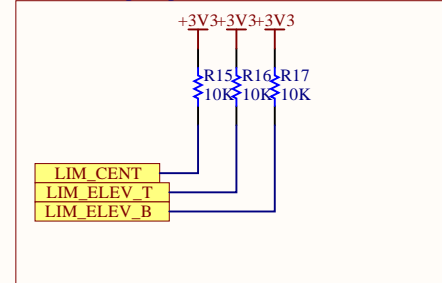 +3V3+3V3+3V3
R15 R16 R17
10K 10K 10K
LIM_CENT
LIM_ELEV_T
LIM_ELEV_B